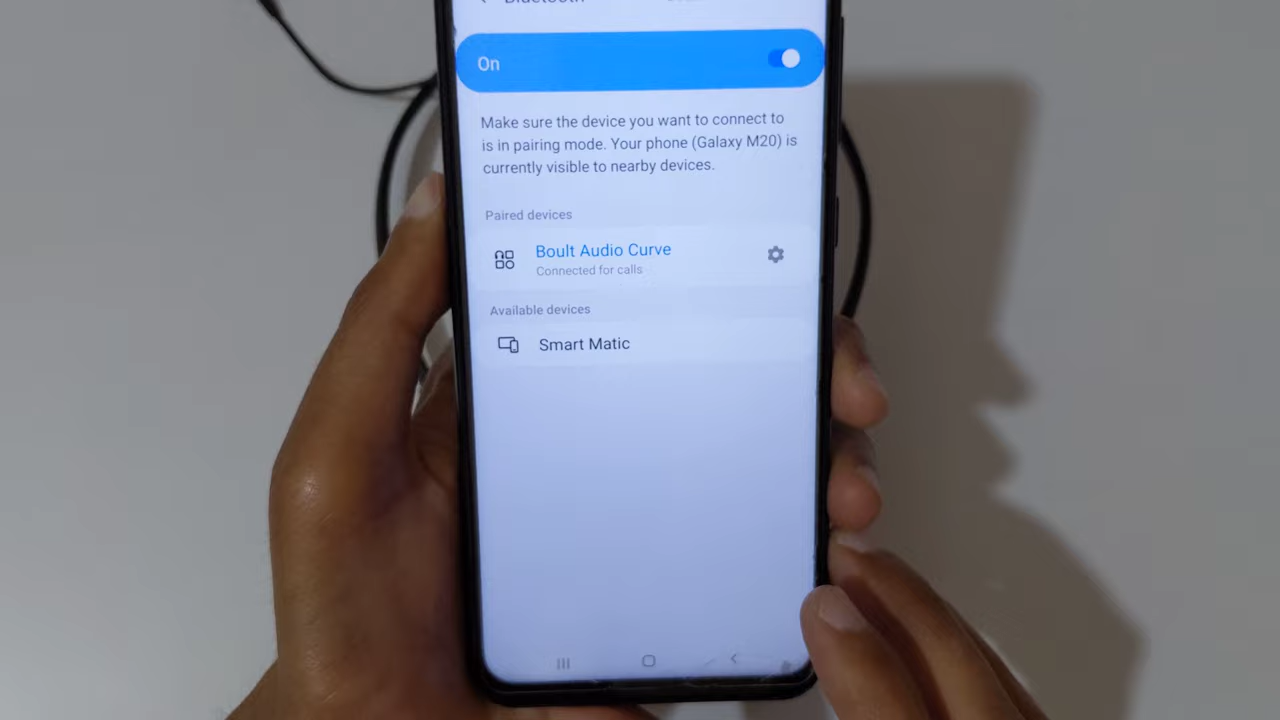 Bluetooth
On
Make sure the device you want to connect to
is in pairing mode. Your phone (Galaxy M20) is
currently visible to nearby devices.
Paired devices
Boult Audio Curve
Connected for calls
Available devices
Smart Matic